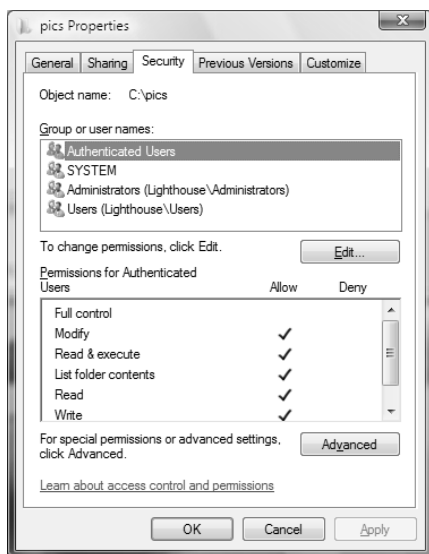 pics Properties
General Sharing Security Previous Versions Customize
Object name: C:\pics
Group or user names:
Authenticated Users
SYSTEM
Administrators (Lighthouse\Administrators)
Users (Lighthouse\Users)
To change permissions, click Edit.
Edit...
Permissions for Authenticated
Users Allow Deny
Full control
Modify
Read & execute
List folder contents
Read
Write
For special permissions or advanced settings,
click Advanced.
Advanced
Learn about access control and permissions
OK Cancel Apply